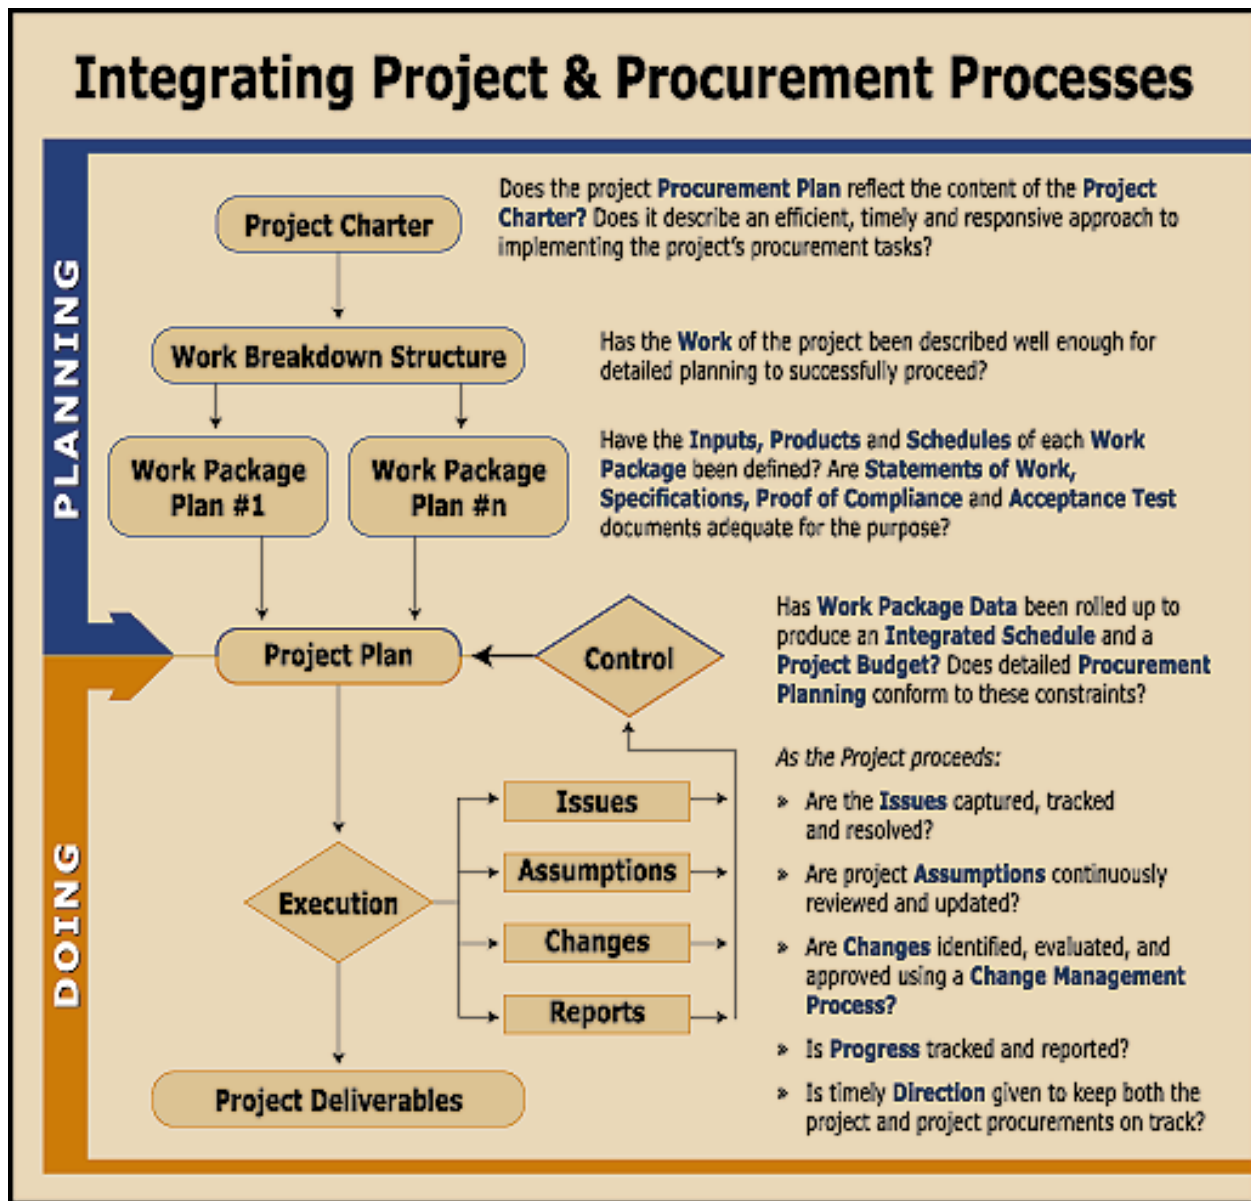 Integrating Project & Procurement Processes
PLANNING
Project Charter
Does the project Procurement Plan reflect the content of the Project
Charter? Does it describe an efficient, timely and responsive approach to
implementing the project's procurement tasks?
Work Breakdown Structure
Has the Work of the project been described well enough for
detailed planning to successfully proceed?
Work Package
Plan #1
Work Package
Plan #n
Have the Inputs, Products and Schedules of each Work
Package been defined? Are Statements of Work,
Specifications, Proof of Compliance and Acceptance Test
documents adequate for the purpose?
Project Plan
Control
Has Work Package Data been rolled up to
produce an Integrated Schedule and a
Project Budget? Does detailed Procurement
Planning conform to these constraints?
DOING
Execution
Issues
Assumptions
Changes
Reports
Project Deliverables
As the Project proceeds:
» Are the Issues captured, tracked
and resolved?
» Are project Assumptions continuously
reviewed and updated?
» Are Changes identified, evaluated, and
approved using a Change Management
Process?
» Is Progress tracked and reported?
» Is timely Direction given to keep both the
project and project procurements on track?